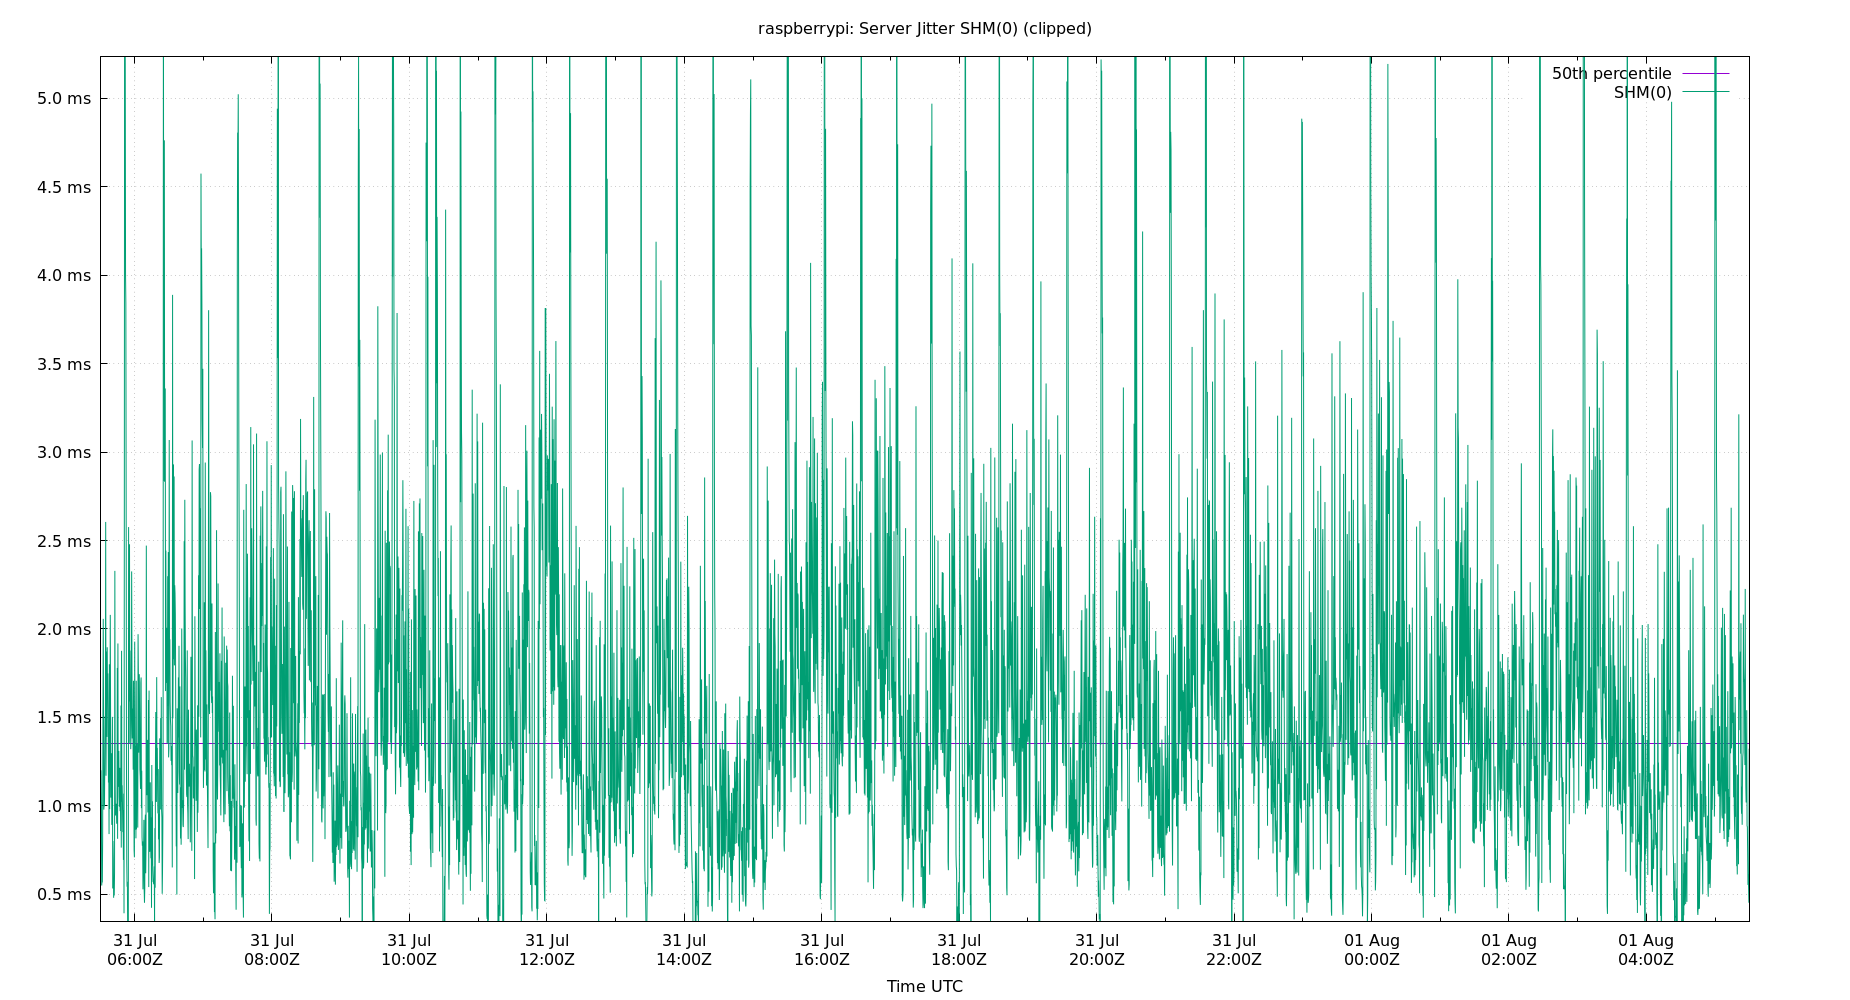 raspberrypi: Server Jitter SHM(0) (clipped)
50th percentile
SHM(0)
5.0 ms
4.5 ms
4.0 ms
3.5 ms
3.0 ms
2.5 ms
2.0 ms
1.5 ms
1.0 ms
0.5 ms
31 Jul 31 Jul 31 Jul 31 Jul 31 Jul 31 Jul 31 Jul 31 Jul 31 Jul 01 Aug 01 Aug 01 Aug
06:00Z 08:00Z 10:00Z 12:00Z 14:00Z 16:00Z 18:00Z 20:00Z 22:00Z 00:00Z 02:00Z 04:00Z
Time UTC